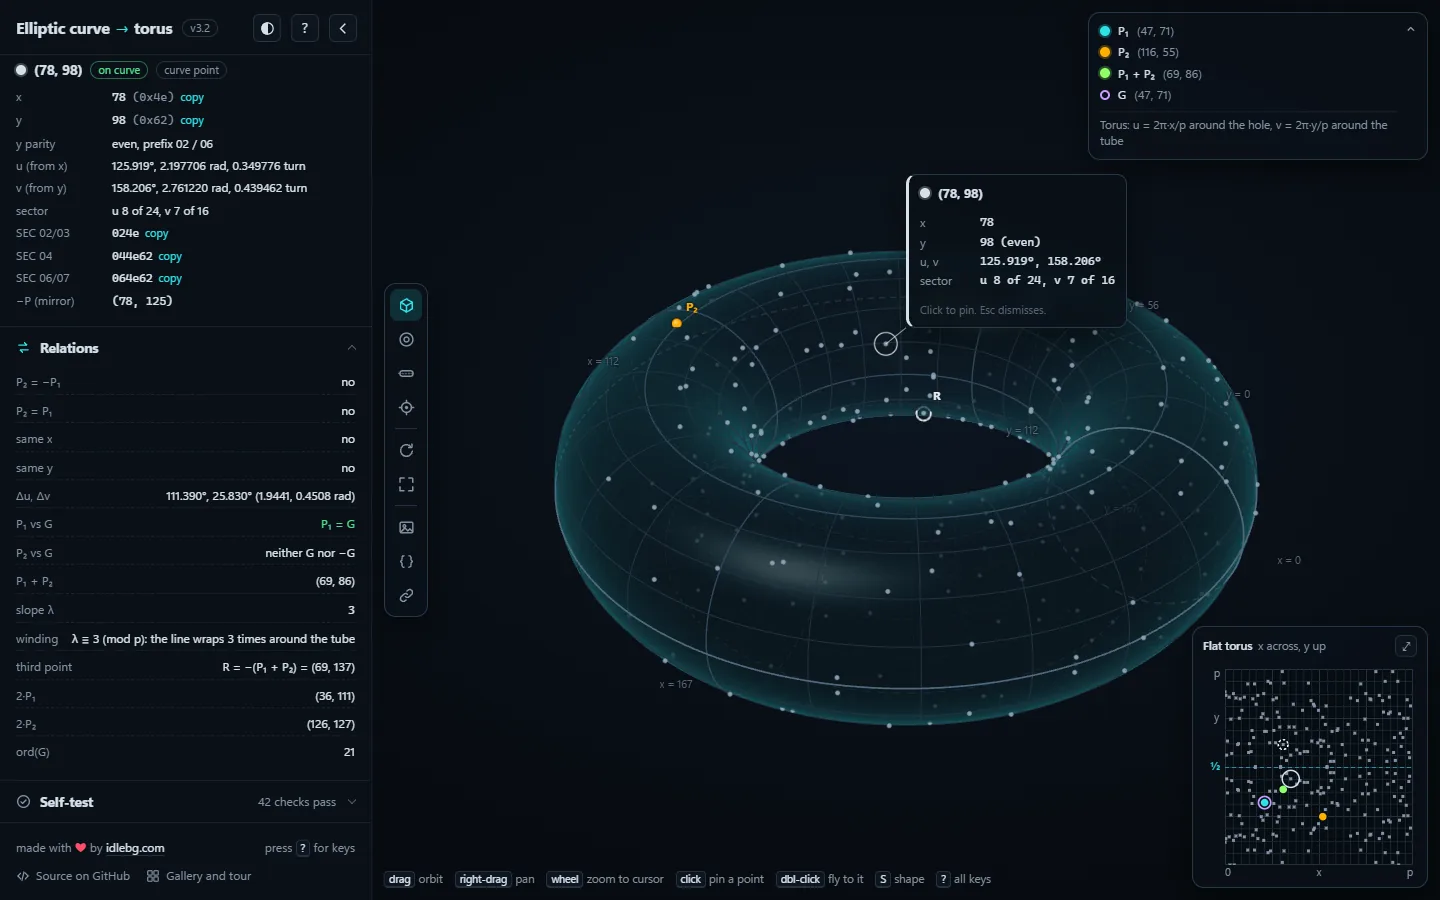 Elliptic curve → torus v3.2
?
(78, 98) on curve curve point
x 78 (0x4e) copy
y 98 (0x62) copy
y parity even, prefix 02 / 06
u (from x) 125.919°, 2.197706 rad, 0.349776 turn
v (from y) 158.206°, 2.761220 rad, 0.439462 turn
sector u 8 of 24, v 7 of 16
SEC 02/03 024e copy
SEC 04 044e62 copy
SEC 06/07 064e62 copy
−P (mirror) (78, 125)
Relations
P₂ = −P₁ no
P₂ = P₁ no
same x no
same y no
Δu, Δv 111.390°, 25.830° (1.9441, 0.4508 rad)
P₁ vs G P₁ = G
P₂ vs G neither G nor −G
P₁ + P₂ (69, 86)
slope λ 3
winding λ ≡ 3 (mod p): the line wraps 3 times around the tube
third point R = −(P₁ + P₂) = (69, 137)
2·P₁ (36, 111)
2·P₂ (126, 127)
ord(G) 21
Self-test 42 checks pass
made with ❤ by idlebg.com press ? for keys
Source on GitHub Gallery and tour
P₁ (47, 71)
P₂ (116, 55)
P₁ + P₂ (69, 86)
G (47, 71)
Torus: u = 2π·x/p around the hole, v = 2π·y/p around the
tube
(78, 98)
x 78
y 98 (even)
u, v 125.919°, 158.206°
sector u 8 of 24, v 7 of 16
Click to pin. Esc dismisses.
P₂
y = 56
x = 112
y = 0
R
y = 112
y = 167
x = 0
x = 167
Flat torus x across, y up
p
y
½
0 x p
drag orbit right-drag pan wheel zoom to cursor click pin a point dbl-click fly to it S shape ? all keys